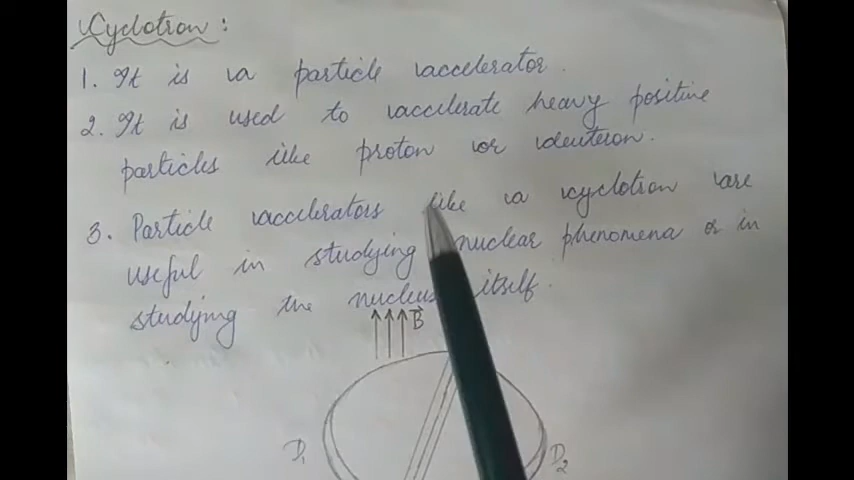 Cyclotron :
1. It is a particle accelerator.
2. It is used to accelerate heavy positive
particles like proton or deuteron.
3. Particle accelerators like a cyclotron are
useful in studying nuclear phenomena or in
studying the nucleus itself.
B
D1 D2